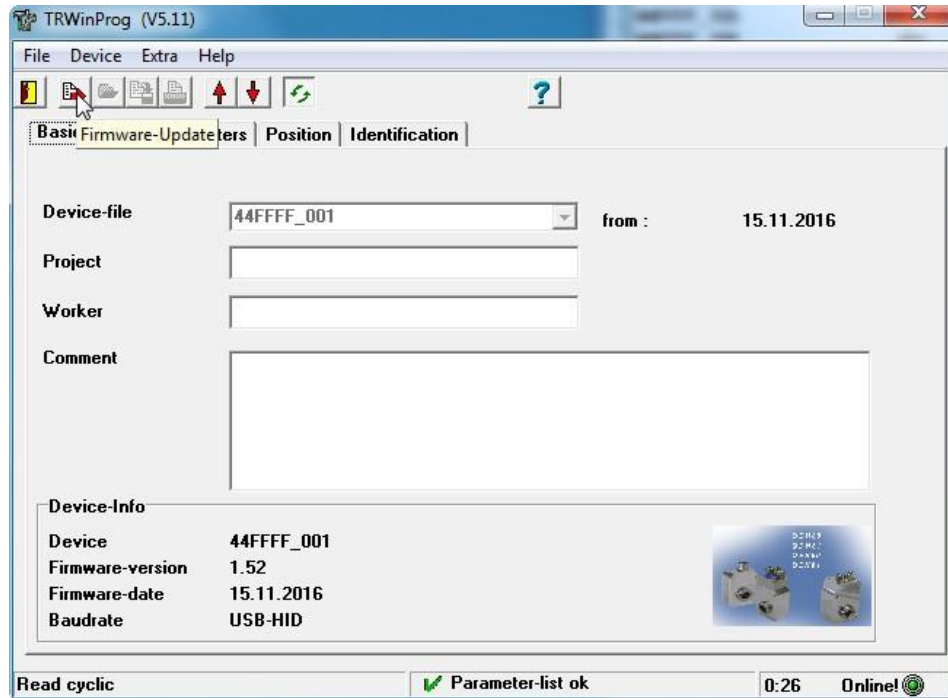 TRWinProg (V5.11)
File Device Extra Help
Basi Firmware-Update ters Position Identification
Device-file 44FFFF_001 from : 15.11.2016
Project
Worker
Comment
Device-Info
Device 44FFFF_001
Firmware-version 1.52
Firmware-date 15.11.2016
Baudrate USB-HID
Read cyclic Parameter-list ok 0:26 Online!